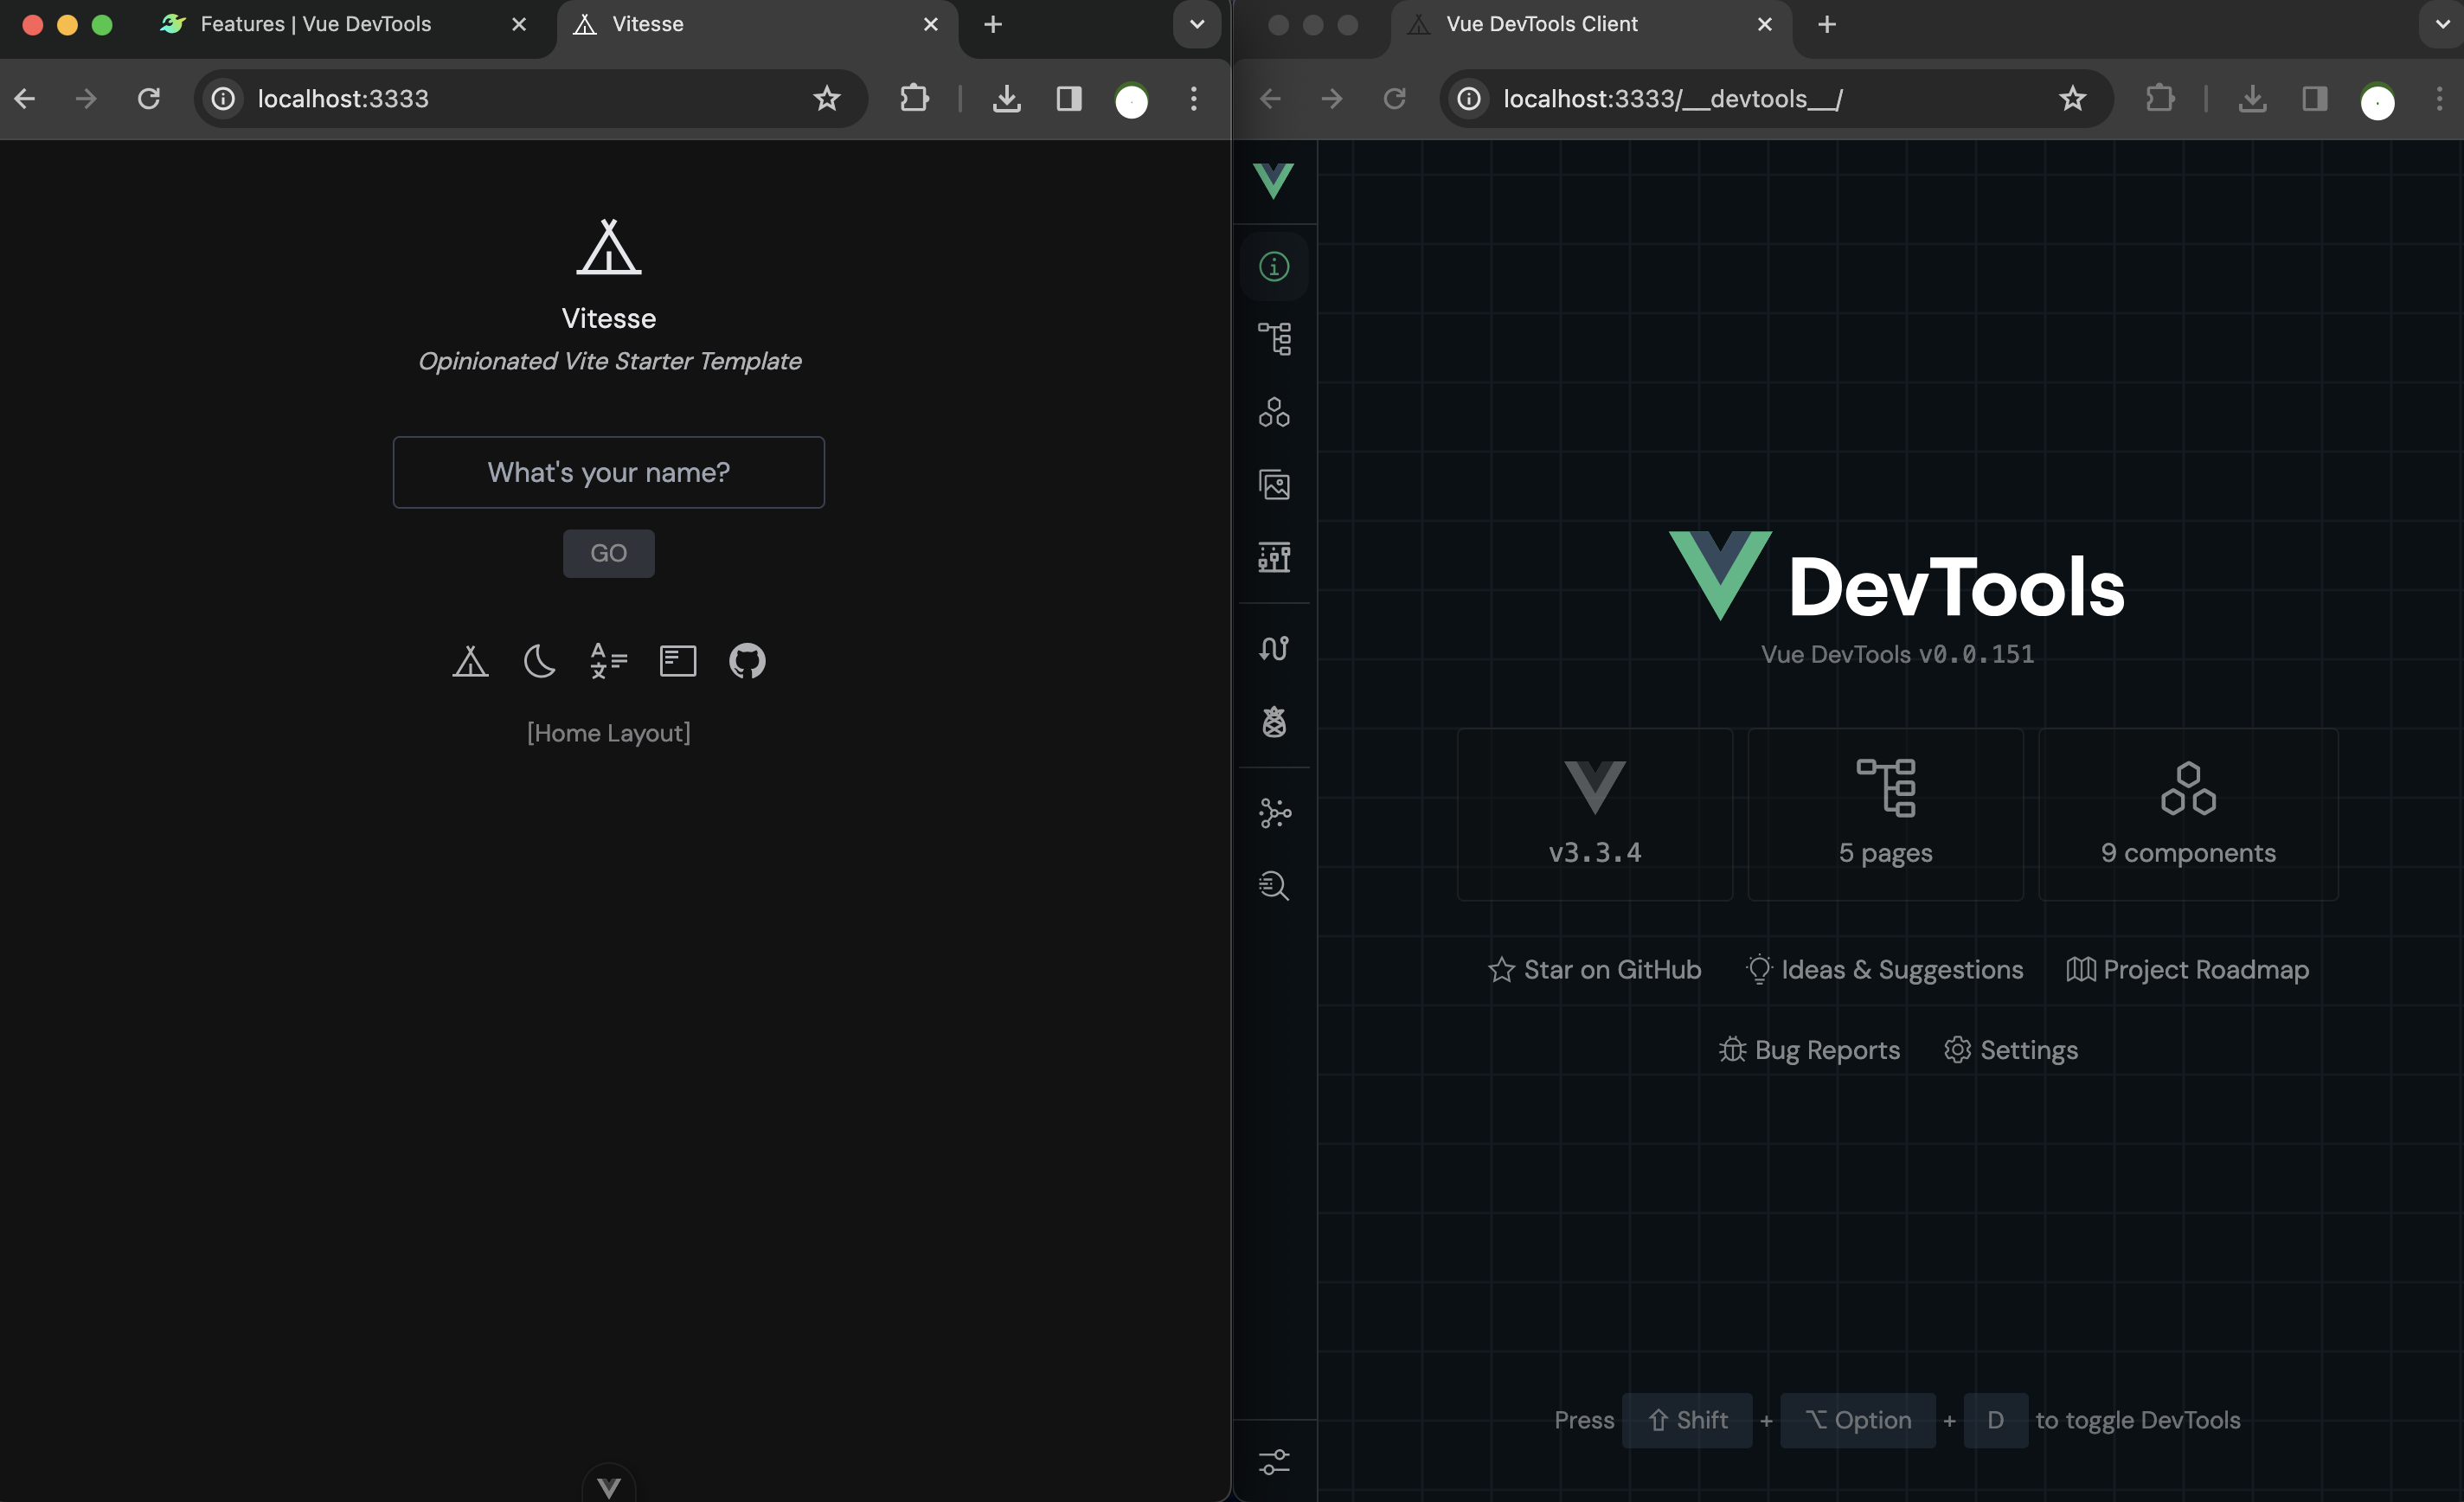 Features | Vue DevTools
Vitesse
localhost:3333
Vitesse
Opinionated Vite Starter Template
What's your name?
GO
[Home Layout]
Vue DevTools Client
localhost:3333/__devtools__/
DevTools
Vue DevTools v0.0.151
v3.3.4
5 pages
9 components
Star on GitHub
Ideas & Suggestions
Project Roadmap
Bug Reports
Settings
Press ⇧ Shift + ⌥ Option + D to toggle DevTools